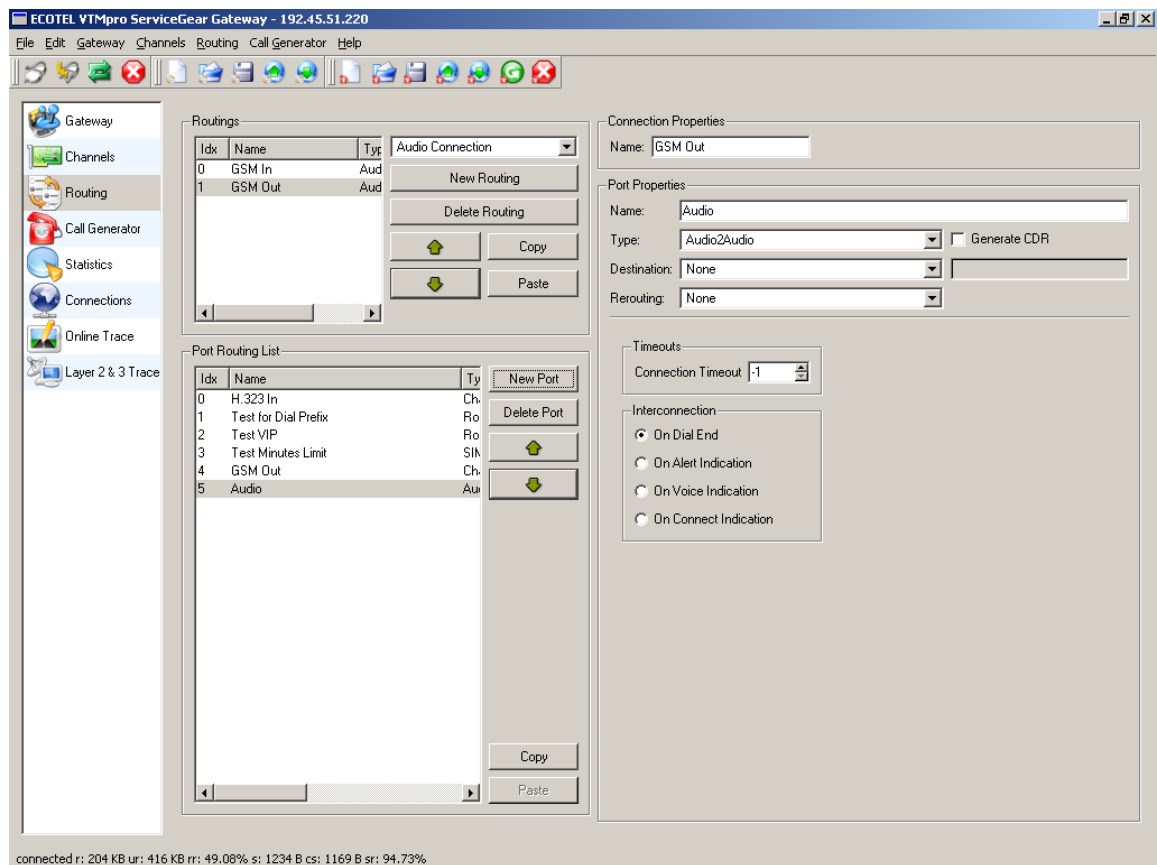 ECOTEL VTMpro ServiceGear Gateway - 192.45.51.220
File Edit Gateway Channels Routing Call Generator Help
Gateway
Channels
Routing
Call Generator
Statistics
Connections
Online Trace
Layer 2 & 3 Trace
Routings
Idx Name Typ
0 GSM In Aud
1 GSM Out Aud
Audio Connection
New Routing
Delete Routing
Copy
Paste
Port Routing List
Idx Name Ty
0 H.323 In Ch
1 Test for Dial Prefix Ro
2 Test VIP Ro
3 Test Minutes Limit SIM
4 GSM Out Ch
5 Audio Au
New Port
Delete Port
Copy
Paste
Connection Properties
Name: GSM Out
Port Properties
Name: Audio
Type: Audio2Audio Generate CDR
Destination: None
Rerouting: None
Timeouts
Connection Timeout -1
Interconnection
On Dial End
On Alert Indication
On Voice Indication
On Connect Indication
connected r: 204 KB ur: 416 KB rr: 49.08% s: 1234 B cs: 1169 B sr: 94.73%